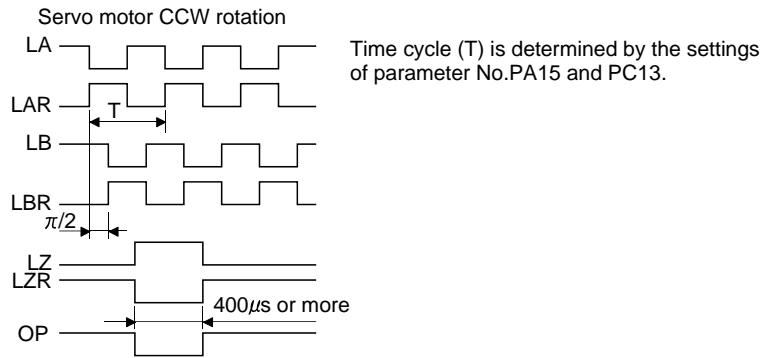 Servo motor CCW rotation
LA
Time cycle (T) is determined by the settings
of parameter No.PA15 and PC13.
LAR
T
LB
LBR
π/2
LZ
LZR
400μs or more
OP